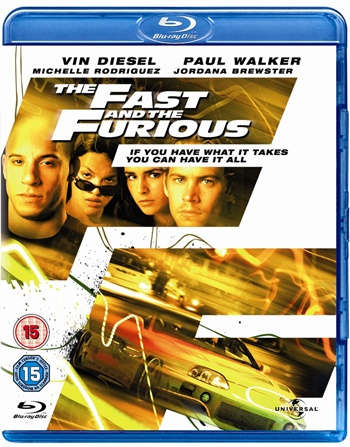 Blu-ray Disc
VIN DIESEL PAUL WALKER
MICHELLE RODRIGUEZ JORDANA BREWSTER
THE FAST AND THE FURIOUS
IF YOU HAVE WHAT IT TAKES
YOU CAN HAVE IT ALL
15
15
Blu-ray Disc
UNIVERSAL